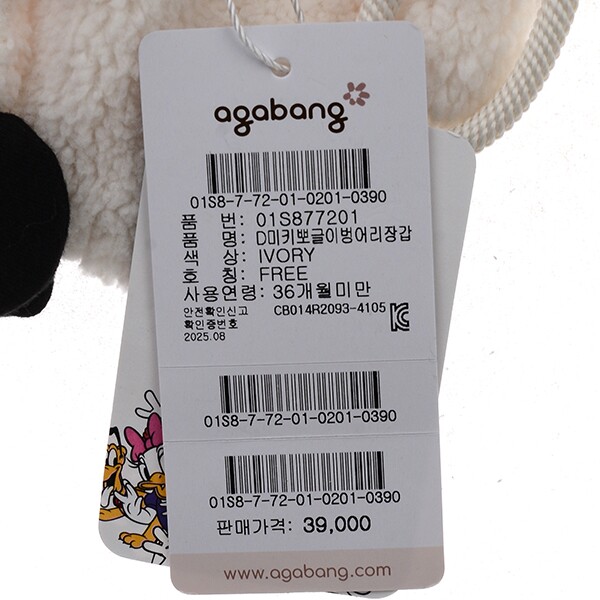 agabang
01S8-7-72-01-0201-0390
품 번: 01S877201
품 명: D미키뽀글이벙어리장갑
색 상: IVORY
호 칭: FREE
사용연령: 36개월미만
안전확인신고
확인증번호 CB014R2093-4105
2025.08
01S8-7-72-01-0201-0390
01S8-7-72-01-0201-0390
판매가격: 39,000
www.agabang.com